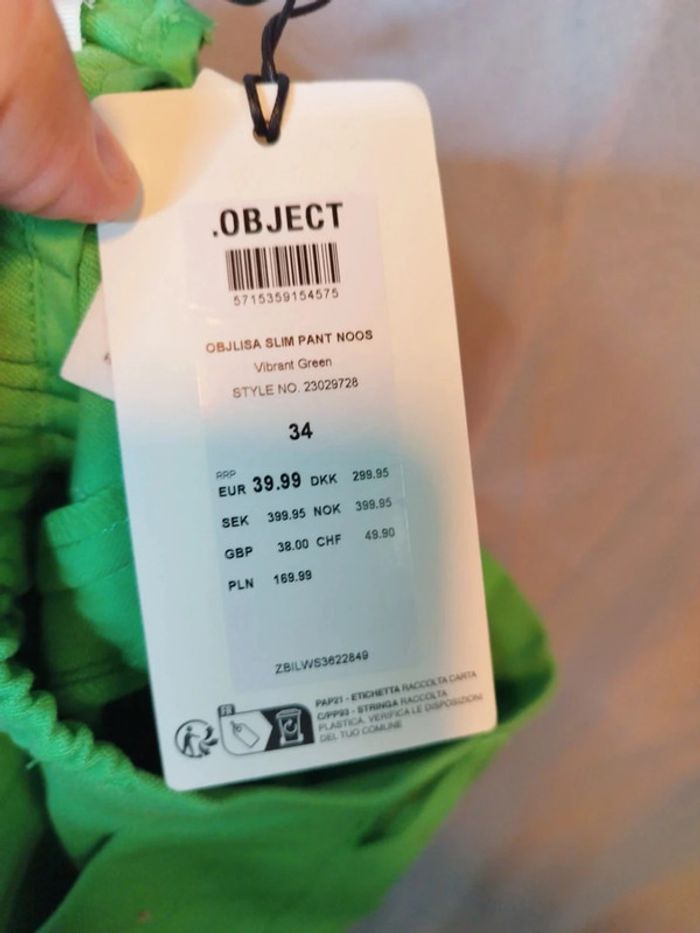 .OBJECT
5715359154575
OBJLISA SLIM PANT NOOS
Vibrant Green
STYLE NO. 23029728
34
RRP
EUR 39.99 DKK 299.95
SEK 399.95 NOK 399.95
GBP 38.00 CHF 49.90
PLN 169.99
ZBILWS3622849
FR
PAP21 - ETICHETTA RACCOLTA CARTA
C/PP93 - STRINGA RACCOLTA
PLASTICA. VERIFICA LE DISPOSIZIONI
DEL TUO COMUNE